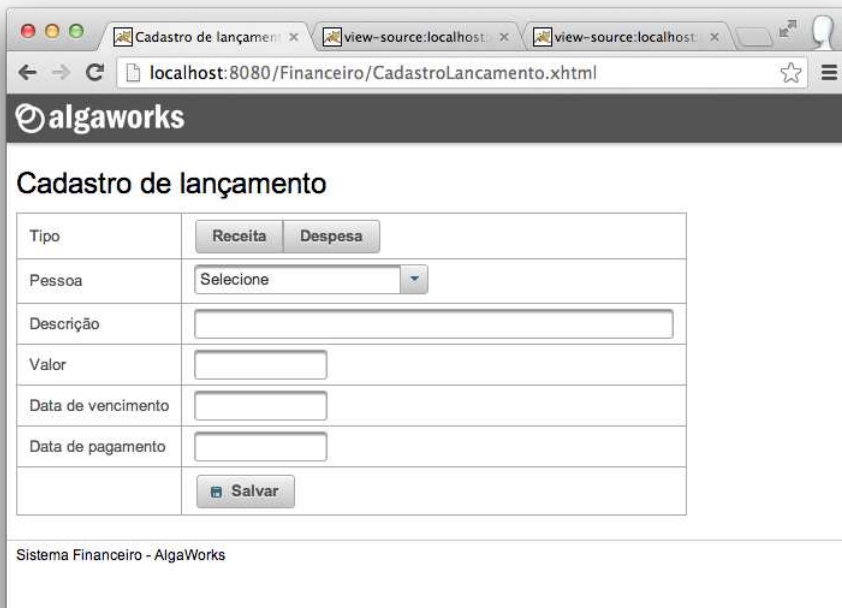 Cadastro de lançamen
view-source:localhost:
view-source:localhost:
localhost:8080/Financeiro/CadastroLancamento.xhtml
algaworks
Cadastro de lançamento
Tipo Receita Despesa
Pessoa Selecione
Descrição
Valor
Data de vencimento
Data de pagamento
Salvar
Sistema Financeiro - AlgaWorks